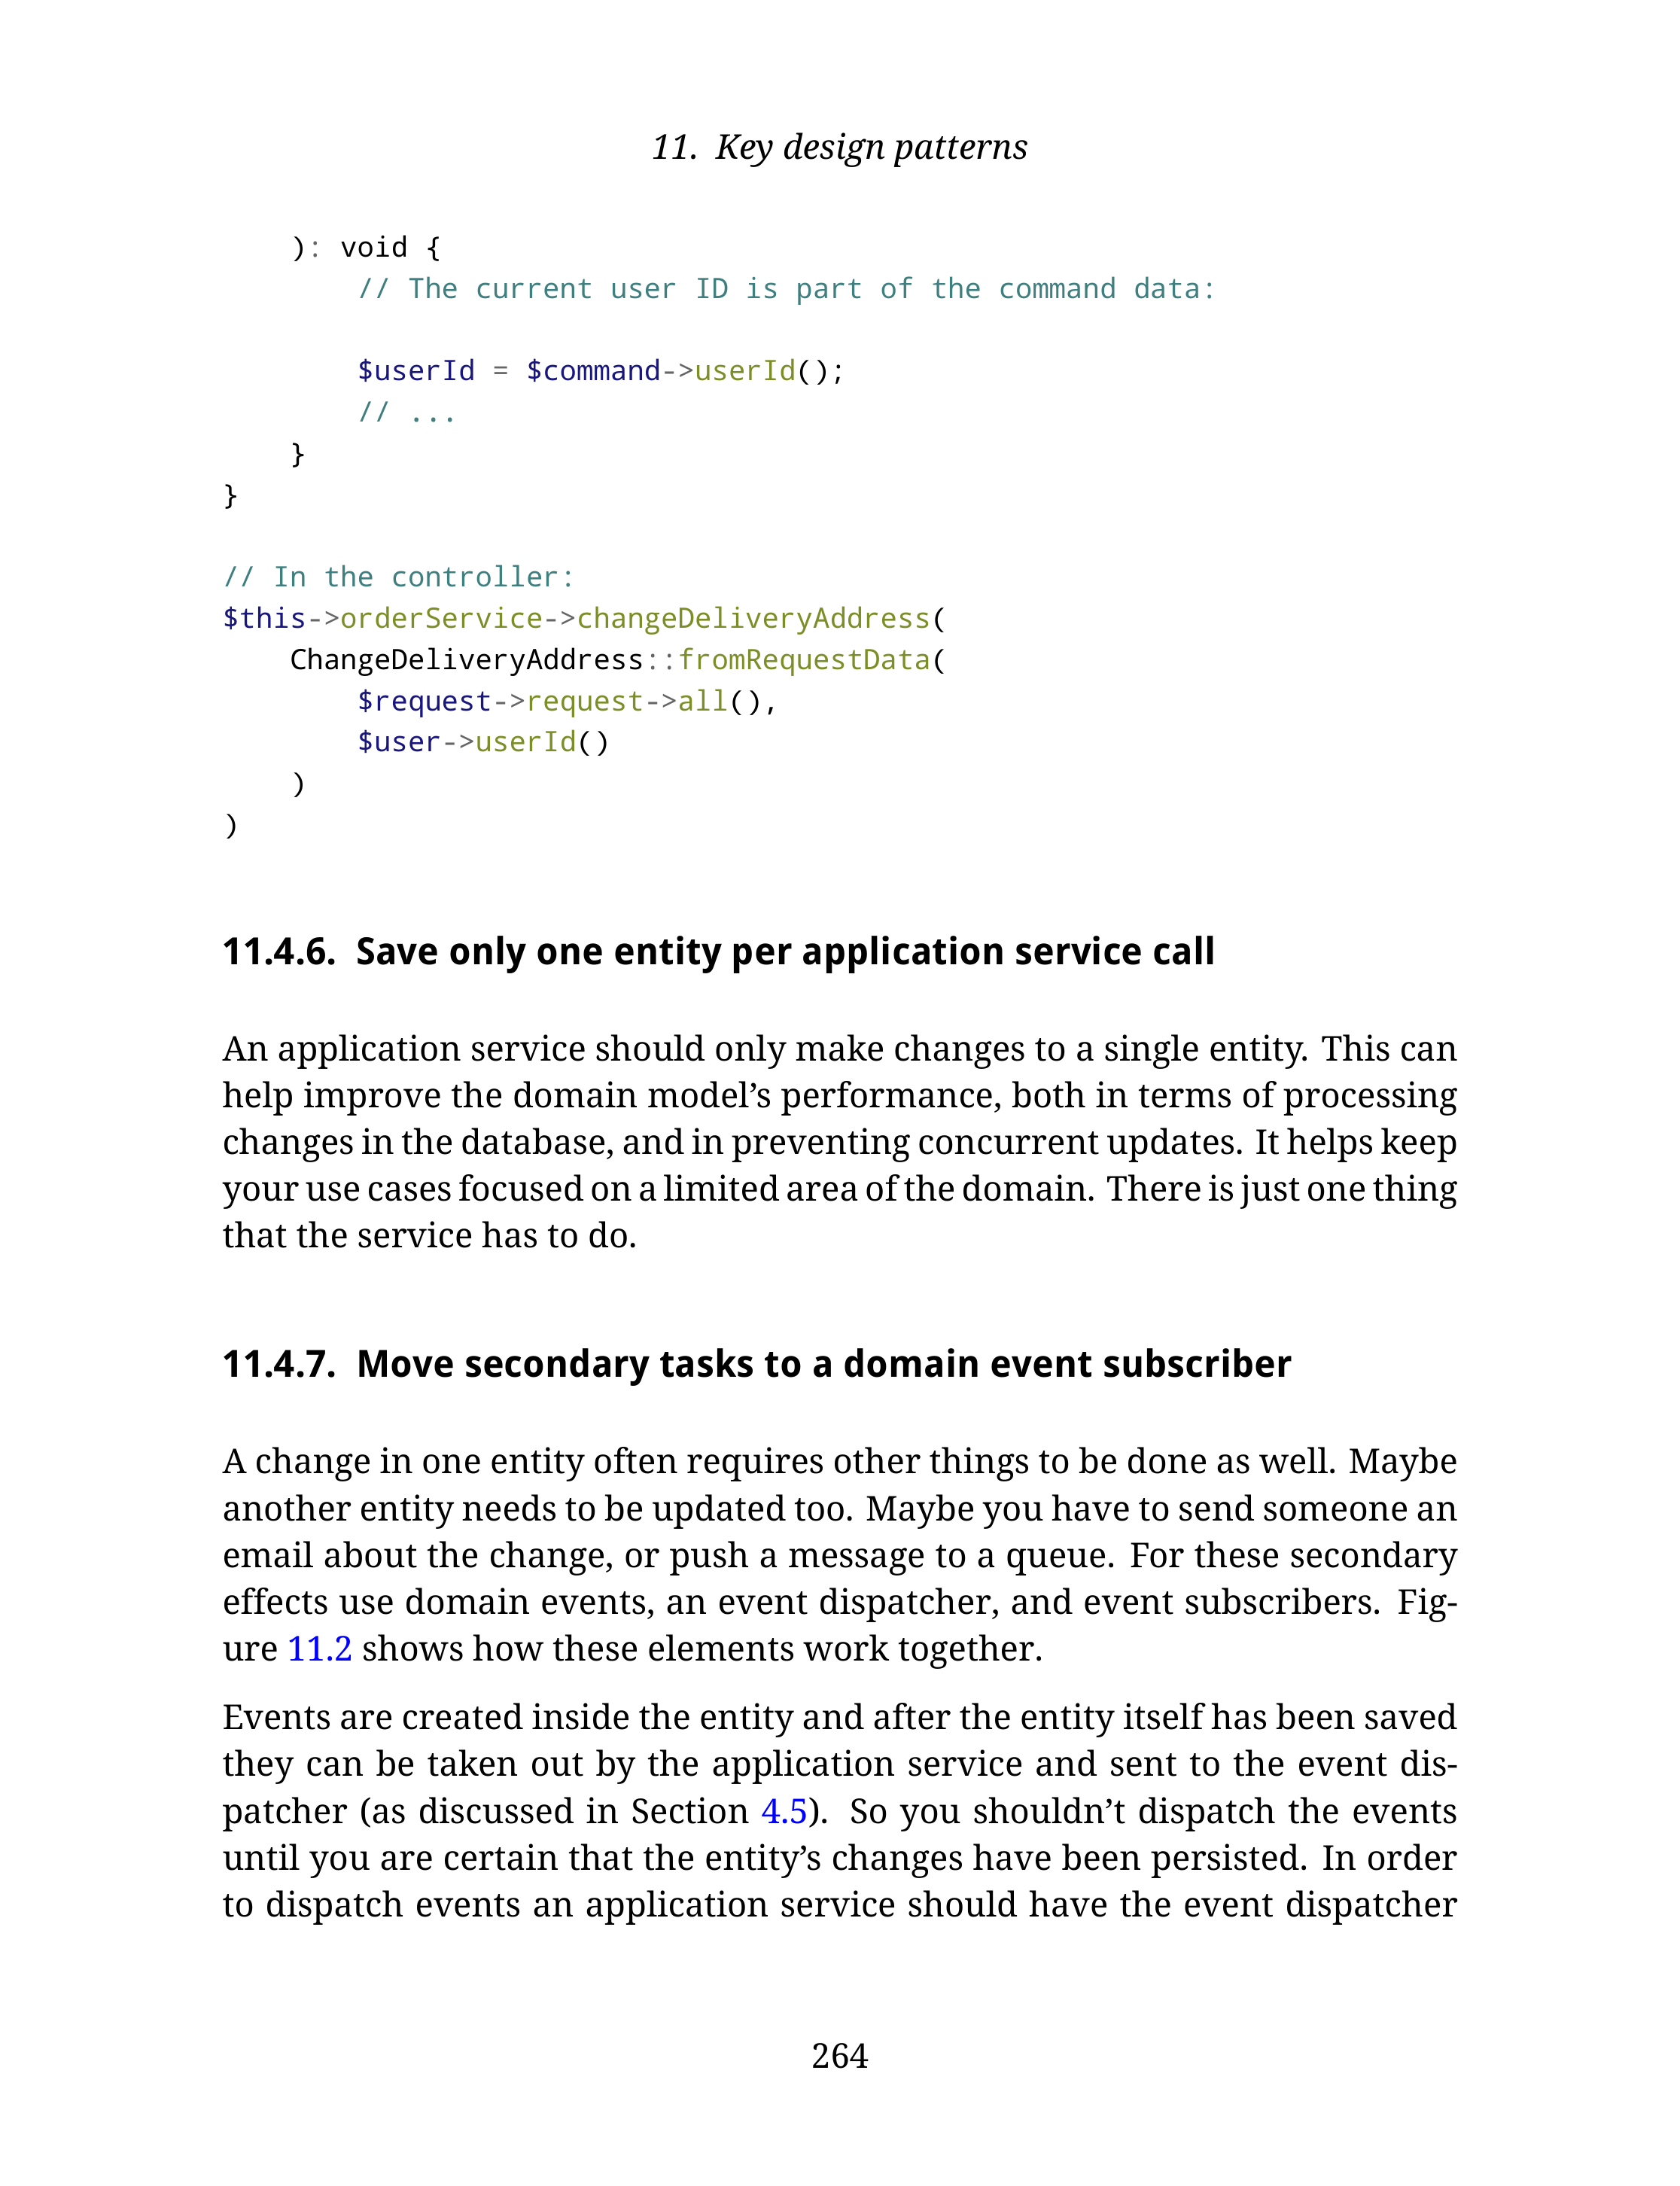 11. Key design patterns
    ): void {
        // The current user ID is part of the command data:

        $userId = $command->userId();
        // ...
    }
}

// In the controller:
$this->orderService->changeDeliveryAddress(
    ChangeDeliveryAddress::fromRequestData(
        $request->request->all(),
        $user->userId()
    )
)

11.4.6. Save only one entity per application service call
An application service should only make changes to a single entity. This can
help improve the domain model’s performance, both in terms of processing
changes in the database, and in preventing concurrent updates. It helps keep
your use cases focused on a limited area of the domain. There is just one thing
that the service has to do.

11.4.7. Move secondary tasks to a domain event subscriber
A change in one entity often requires other things to be done as well. Maybe
another entity needs to be updated too. Maybe you have to send someone an
email about the change, or push a message to a queue. For these secondary
effects use domain events, an event dispatcher, and event subscribers. Fig-
ure 11.2 shows how these elements work together.
Events are created inside the entity and after the entity itself has been saved
they can be taken out by the application service and sent to the event dis-
patcher (as discussed in Section 4.5). So you shouldn’t dispatch the events
until you are certain that the entity’s changes have been persisted. In order
to dispatch events an application service should have the event dispatcher
264